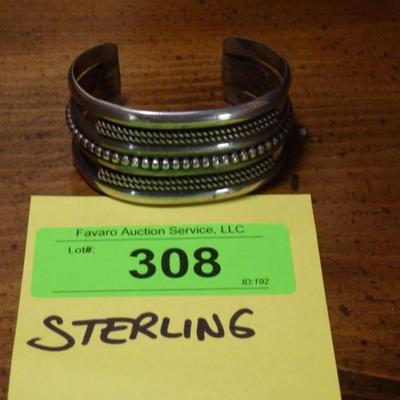 Favaro Auction Service, LLC
Lot#:
308
ID:192
STERLING